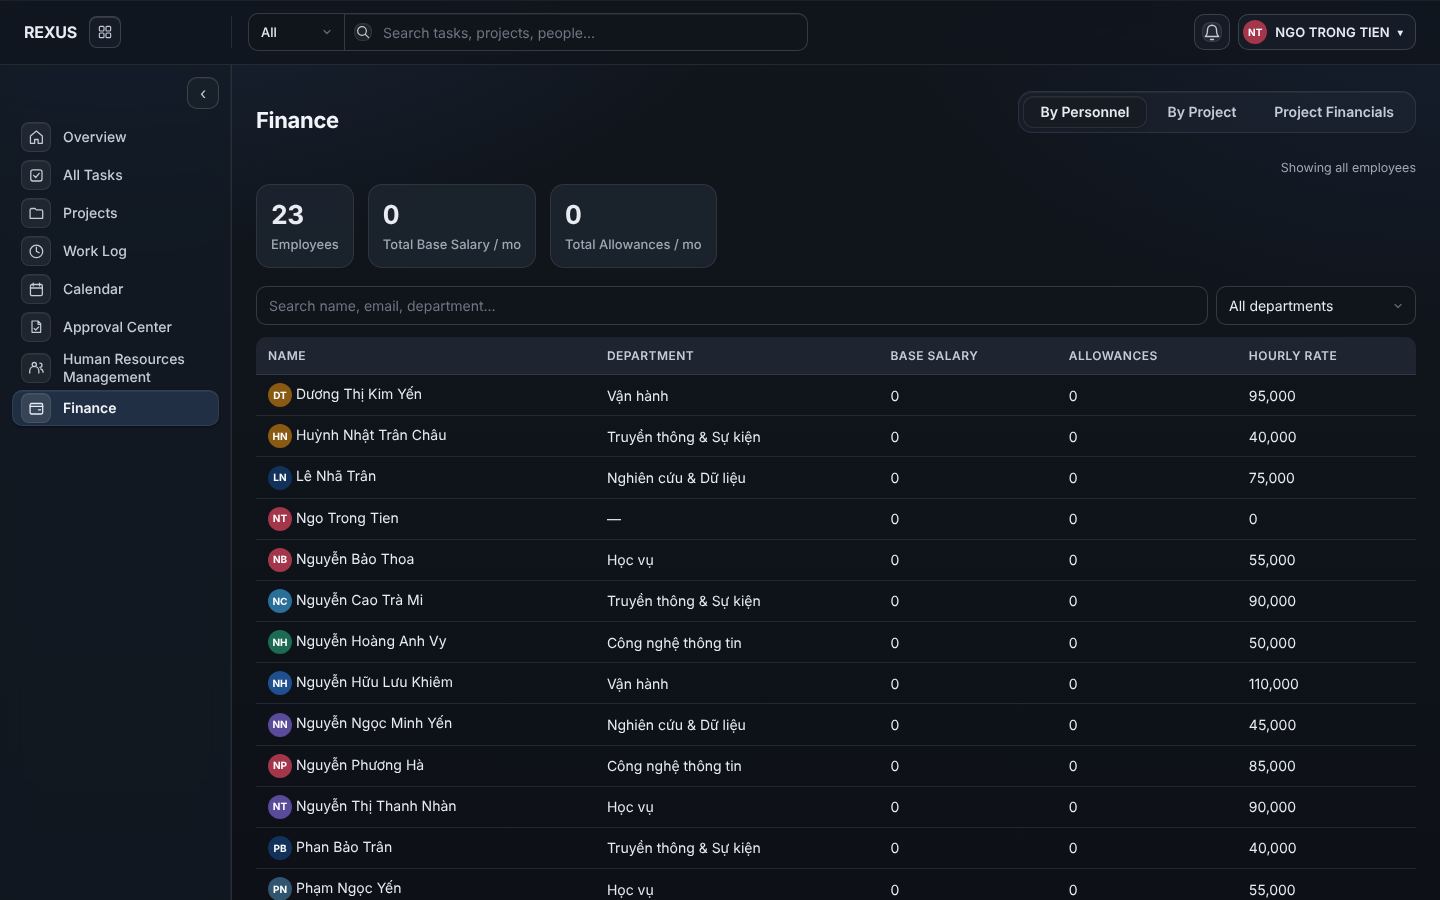 REXUS
All
Search tasks, projects, people...
NT NGO TRONG TIEN
Overview
All Tasks
Projects
Work Log
Calendar
Approval Center
Human Resources
Management
Finance
Finance
By Personnel By Project Project Financials
Showing all employees
23
Employees
0
Total Base Salary / mo
0
Total Allowances / mo
Search name, email, department...
All departments
NAME DEPARTMENT BASE SALARY ALLOWANCES HOURLY RATE
DT Dương Thị Kim Yến Vận hành 0 0 95,000
HN Huỳnh Nhật Trân Châu Truyền thông & Sự kiện 0 0 40,000
LN Lê Nhã Trân Nghiên cứu & Dữ liệu 0 0 75,000
NT Ngo Trong Tien — 0 0 0
NB Nguyễn Bảo Thoa Học vụ 0 0 55,000
NC Nguyễn Cao Trà Mi Truyền thông & Sự kiện 0 0 90,000
NH Nguyễn Hoàng Anh Vy Công nghệ thông tin 0 0 50,000
NH Nguyễn Hữu Lưu Khiêm Vận hành 0 0 110,000
NN Nguyễn Ngọc Minh Yến Nghiên cứu & Dữ liệu 0 0 45,000
NP Nguyễn Phương Hà Công nghệ thông tin 0 0 85,000
NT Nguyễn Thị Thanh Nhàn Học vụ 0 0 90,000
PB Phan Bảo Trân Truyền thông & Sự kiện 0 0 40,000
PN Phạm Ngọc Yến Học vụ 0 0 55,000